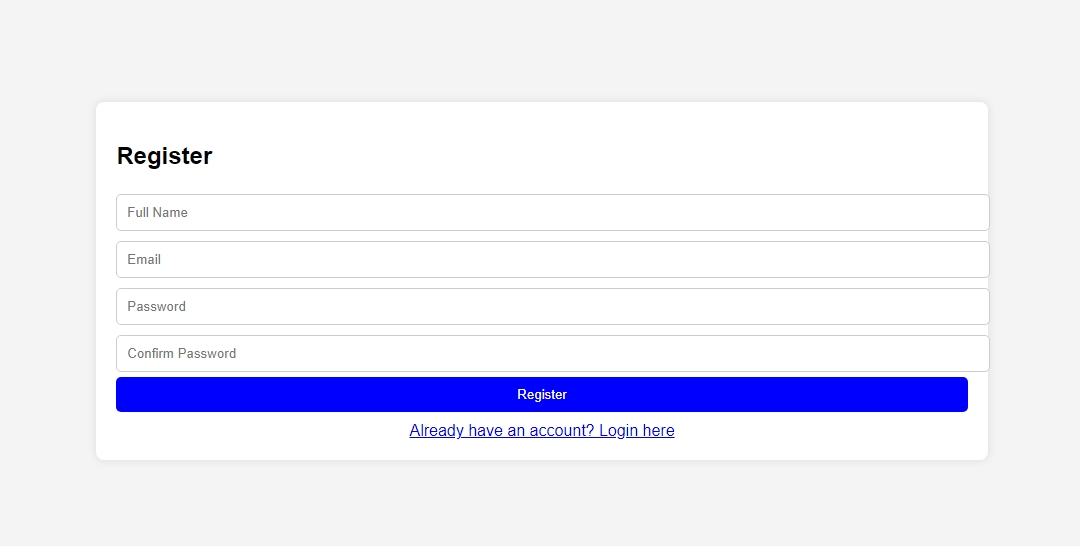 Register
Full Name
Email
Password
Confirm Password
Register
Already have an account? Login here